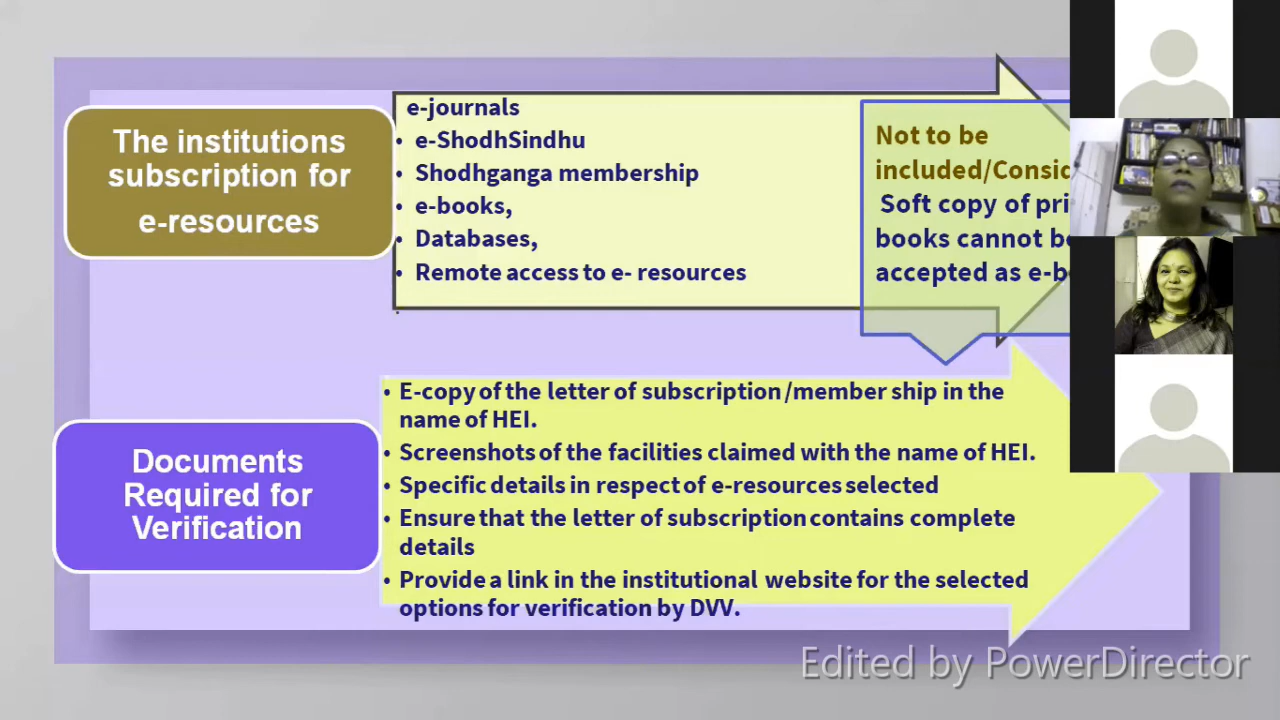 The institutions
subscription for
e-resources
e-journals
• e-ShodhSindhu
• Shodhganga membership
• e-books,
• Databases,
• Remote access to e- resources
Not to be
included/Consid
Soft copy of pri
books cannot be
accepted as e-b
Documents
Required for
Verification
• E-copy of the letter of subscription /member ship in the
name of HEI.
• Screenshots of the facilities claimed with the name of HEI.
• Specific details in respect of e-resources selected
• Ensure that the letter of subscription contains complete
details
• Provide a link in the institutional website for the selected
options for verification by DVV.
Edited by PowerDirector